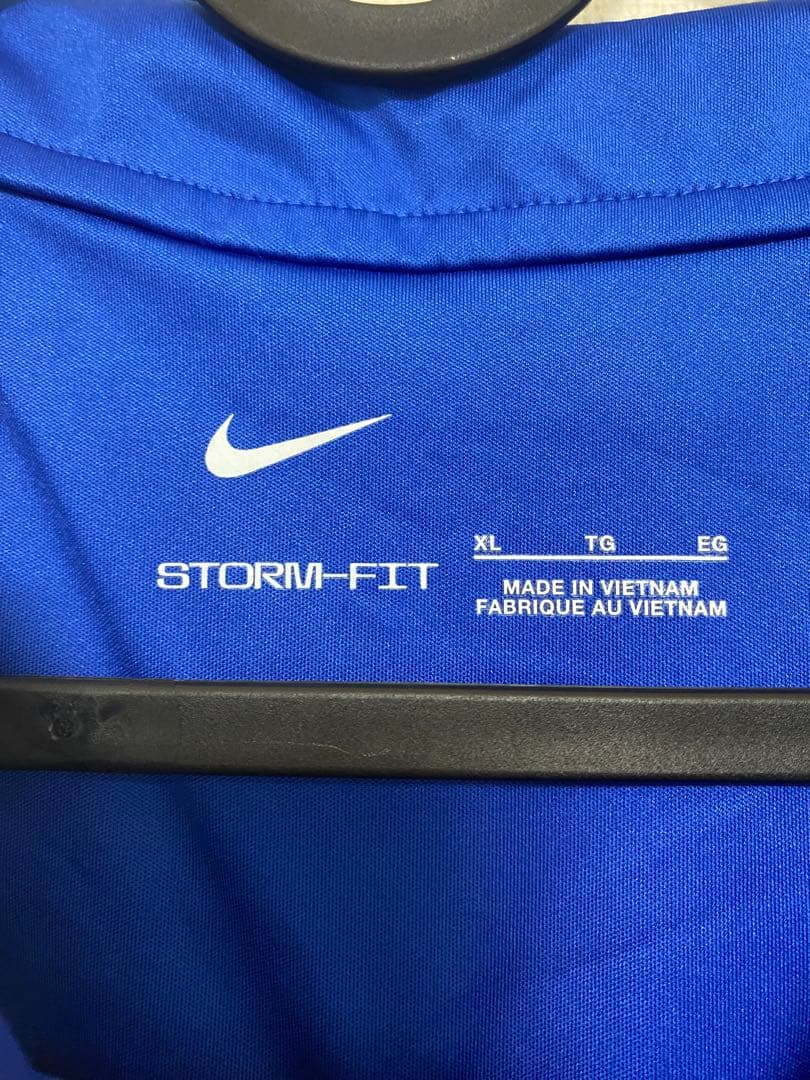 STORM-FIT
XL TG EG
MADE IN VIETNAM
FABRIQUE AU VIETNAM